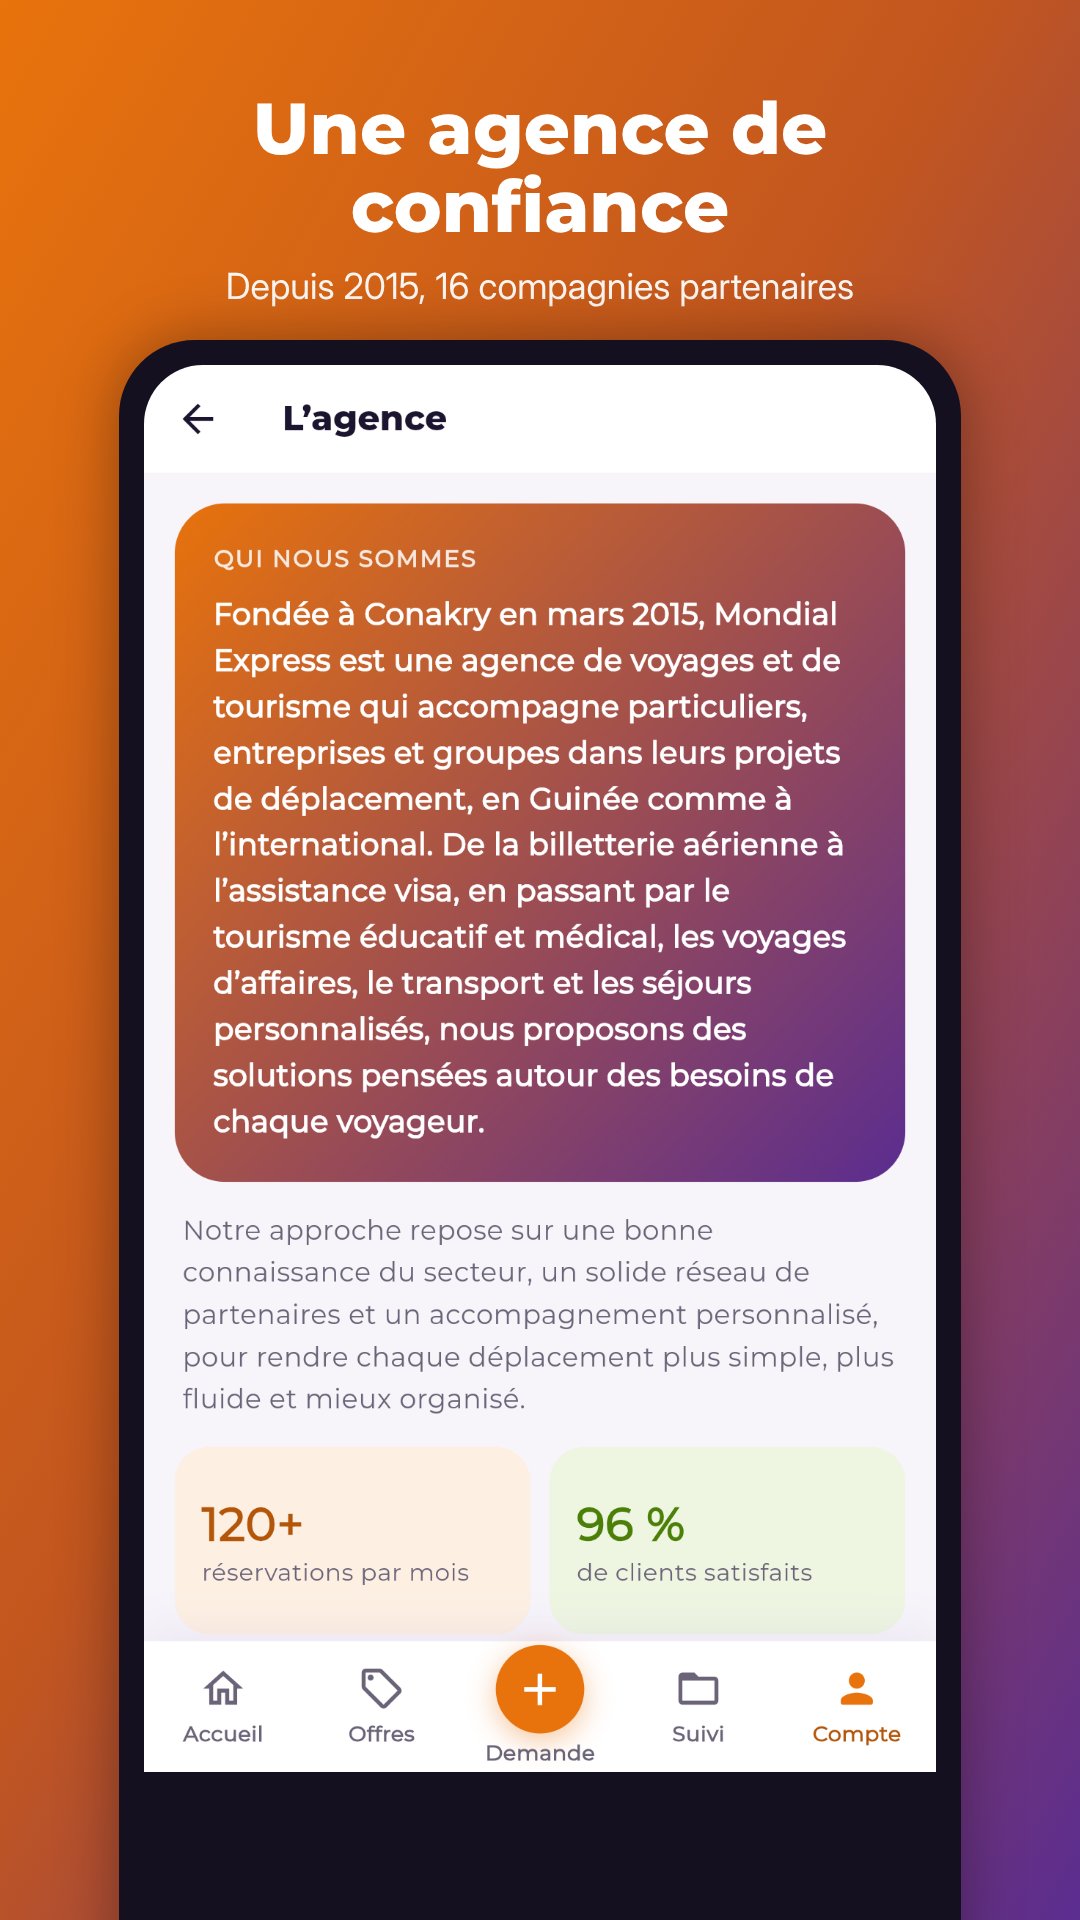 Une agence de
confiance
Depuis 2015, 16 compagnies partenaires
L’agence
QUI NOUS SOMMES
Fondée à Conakry en mars 2015, Mondial
Express est une agence de voyages et de
tourisme qui accompagne particuliers,
entreprises et groupes dans leurs projets
de déplacement, en Guinée comme à
l’international. De la billetterie aérienne à
l’assistance visa, en passant par le
tourisme éducatif et médical, les voyages
d’affaires, le transport et les séjours
personnalisés, nous proposons des
solutions pensées autour des besoins de
chaque voyageur.
Notre approche repose sur une bonne
connaissance du secteur, un solide réseau de
partenaires et un accompagnement personnalisé,
pour rendre chaque déplacement plus simple, plus
fluide et mieux organisé.
120+
réservations par mois
96 %
de clients satisfaits
Accueil
Offres
Demande
Suivi
Compte